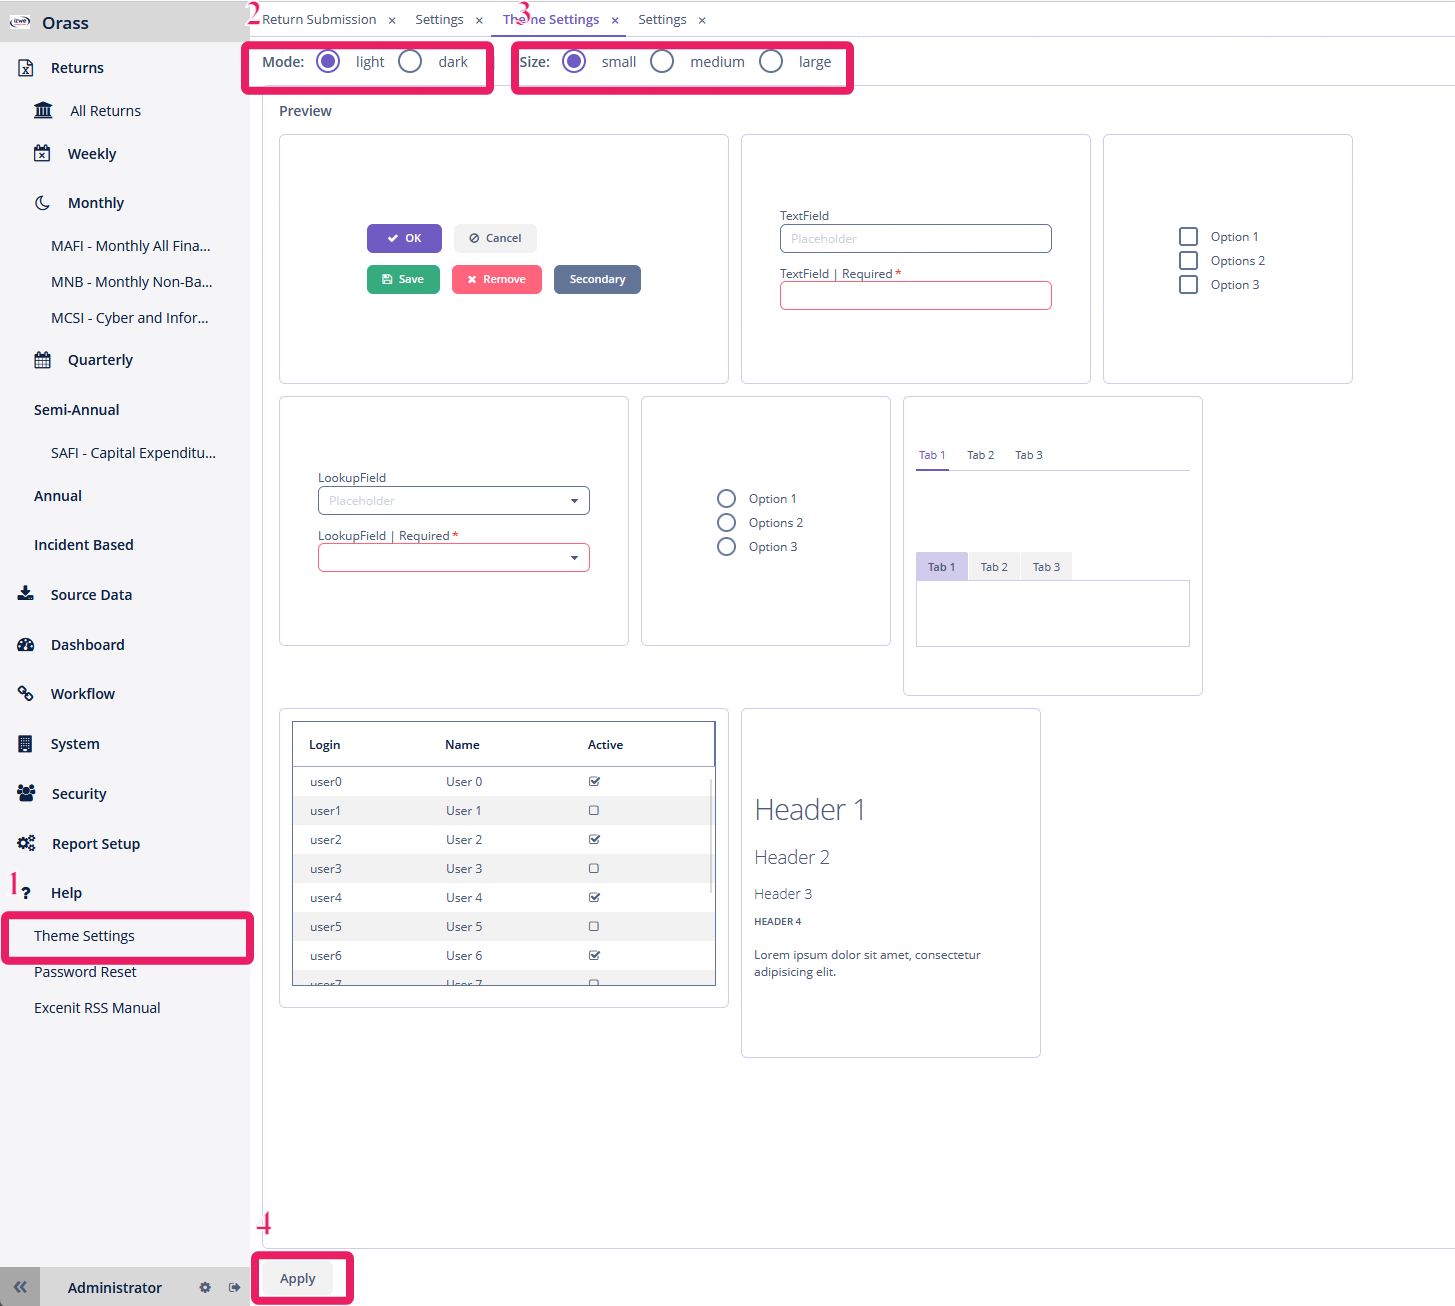 izwe Orass
2 Return Submission × Settings × Theme Settings × 3 Settings ×
Mode: light dark Size: small medium large
Returns
All Returns
Weekly
Monthly
MAFI - Monthly All Fina...
MNB - Monthly Non-Ba...
MCSI - Cyber and Infor...
Quarterly
Semi-Annual
SAFI - Capital Expenditu...
Annual
Incident Based
Source Data
Dashboard
Workflow
System
Security
Report Setup
1 ? Help
Theme Settings
Password Reset
Excenit RSS Manual
Administrator
Preview
OK Cancel
Save Remove Secondary
TextField
Placeholder
TextField | Required *
Option 1
Options 2
Option 3
LookupField
Placeholder
LookupField | Required *
Option 1
Options 2
Option 3
Tab 1 Tab 2 Tab 3
Tab 1 Tab 2 Tab 3
Login Name Active
user0 User 0
user1 User 1
user2 User 2
user3 User 3
user4 User 4
user5 User 5
user6 User 6
user7 User 7
Header 1
Header 2
Header 3
HEADER 4
Lorem ipsum dolor sit amet, consectetur
adipisicing elit.
4
Apply